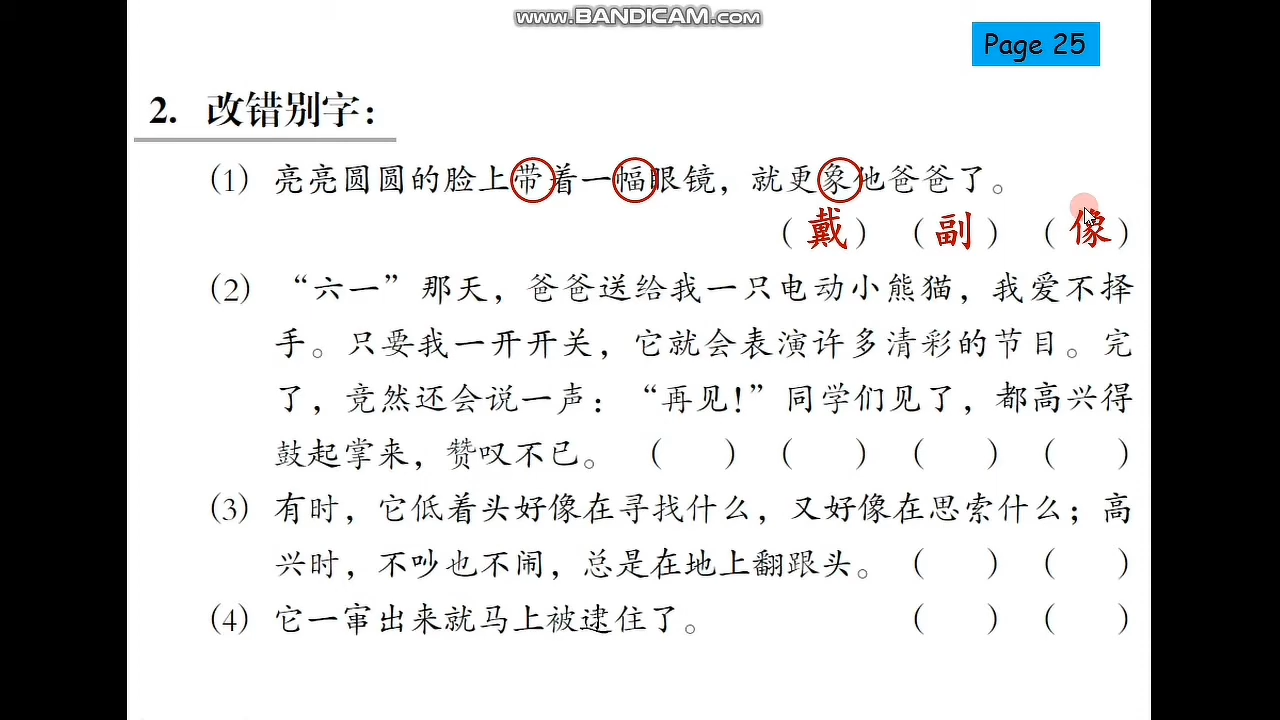 WWW.BANDICAM.COM
Page 25
2. 改错别字：
(1) 亮亮圆圆的脸上带着一幅眼镜，就更象他爸爸了。
(戴) (副) (像)
(2) “六一”那天，爸爸送给我一只电动小熊猫，我爱不择
手。只要我一开开关，它就会表演许多清彩的节目。完
了，竞然还会说一声：“再见！”同学们见了，都高兴得
鼓起掌来，赞叹不已。 ( ) ( ) ( ) ( )
(3) 有时，它低着头好像在寻找什么，又好像在思索什么；高
兴时，不吵也不闹，总是在地上翻跟头。 ( ) ( )
(4) 它一窜出来就马上被逮住了。 ( ) ( )